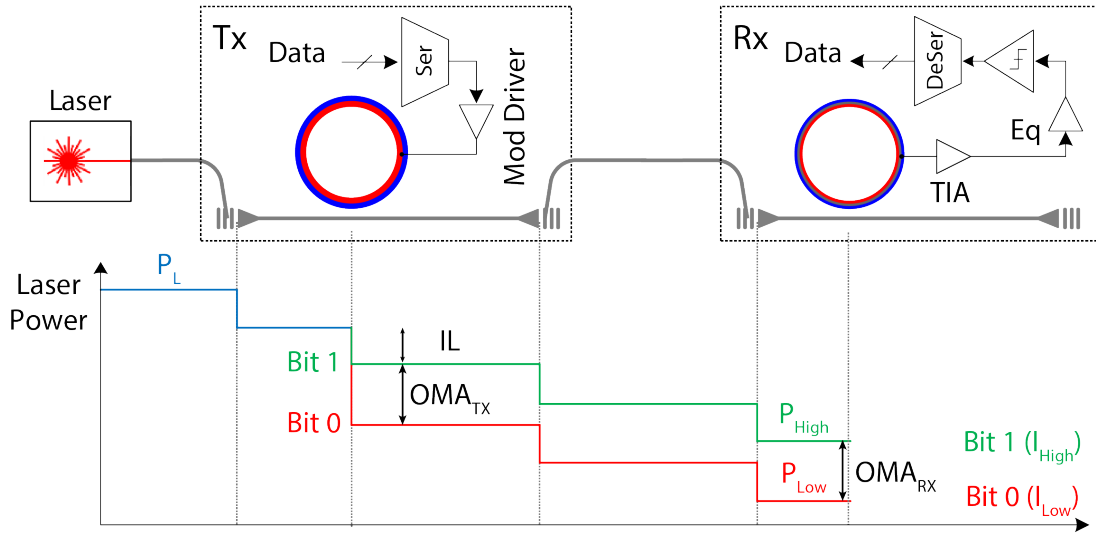 Laser
Tx
Data
Ser
Mod Driver
Rx
Data
DeSer
Eq
TIA
Laser
Power
P_L
Bit 1
Bit 0
IL
OMA_TX
P_High
P_Low
OMA_RX
Bit 1 (I_High)
Bit 0 (I_Low)